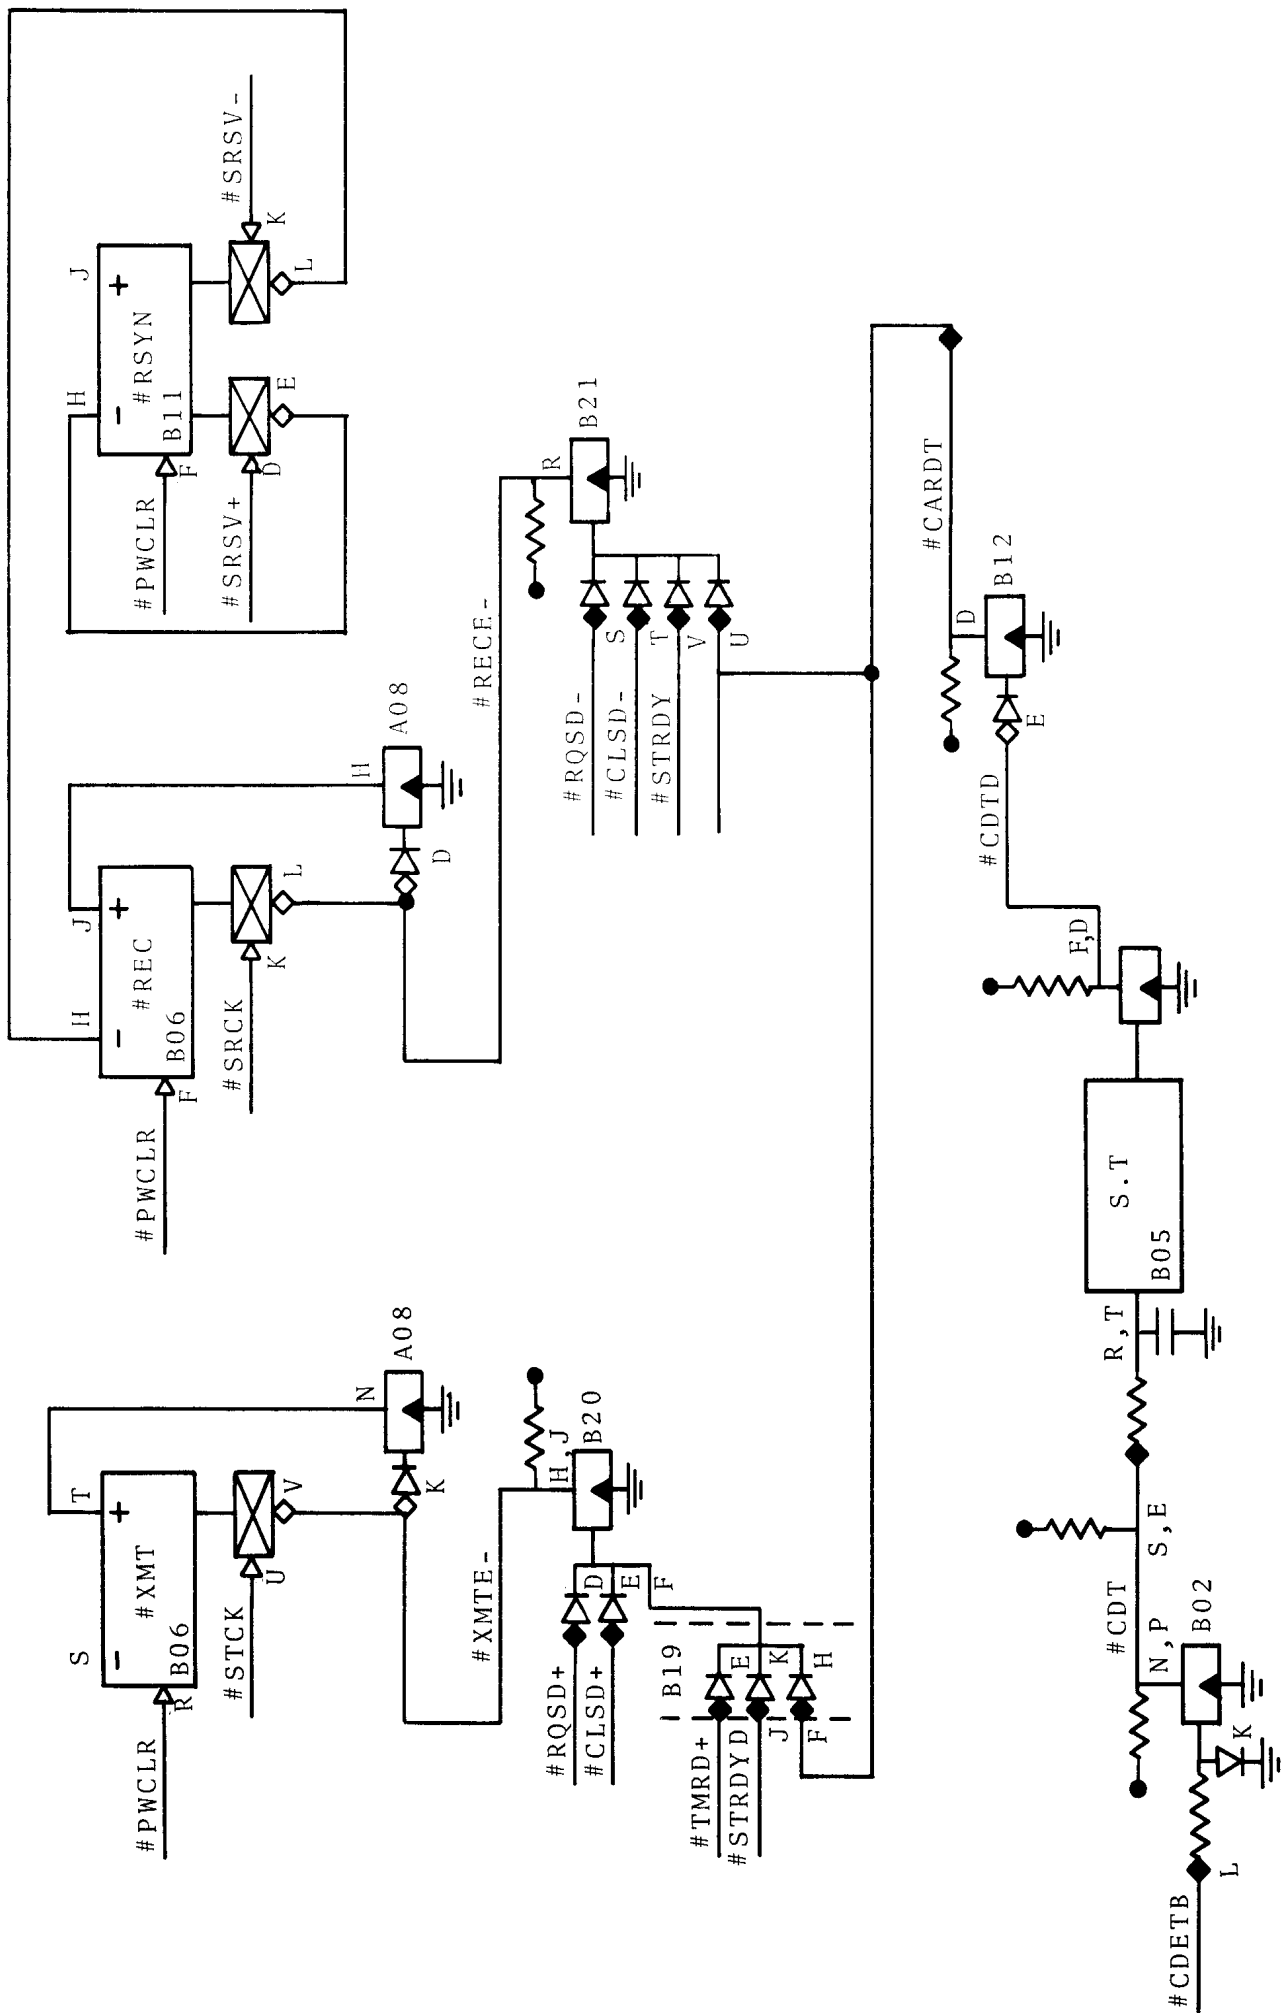 #PWCLR
S
T
-
+
#XMT
B06
R
#STCK
U
V
N
A08
K
#XMTE-
H,J
B20
#RQSD+
D
#CLSD+
E
F
B19
#TMRD+
E
#STRDYD
K
J
H
F
#PWCLR
H
J
-
+
#REC
B06
F
#SRCK
K
L
H
A08
D
#RECE-
R
B21
#RQSD-
S
#CLSD-
T
#STRDY
V
U
#PWCLR
H
J
-
+
#RSYN
B11
F
#SRSV+
D
E
L
K
#SRSV-
#CARDT
D
B12
E
#CDTD
F,D
S.T
B05
R,T
S,E
#CDT
N,P
B02
K
#CDETB
L